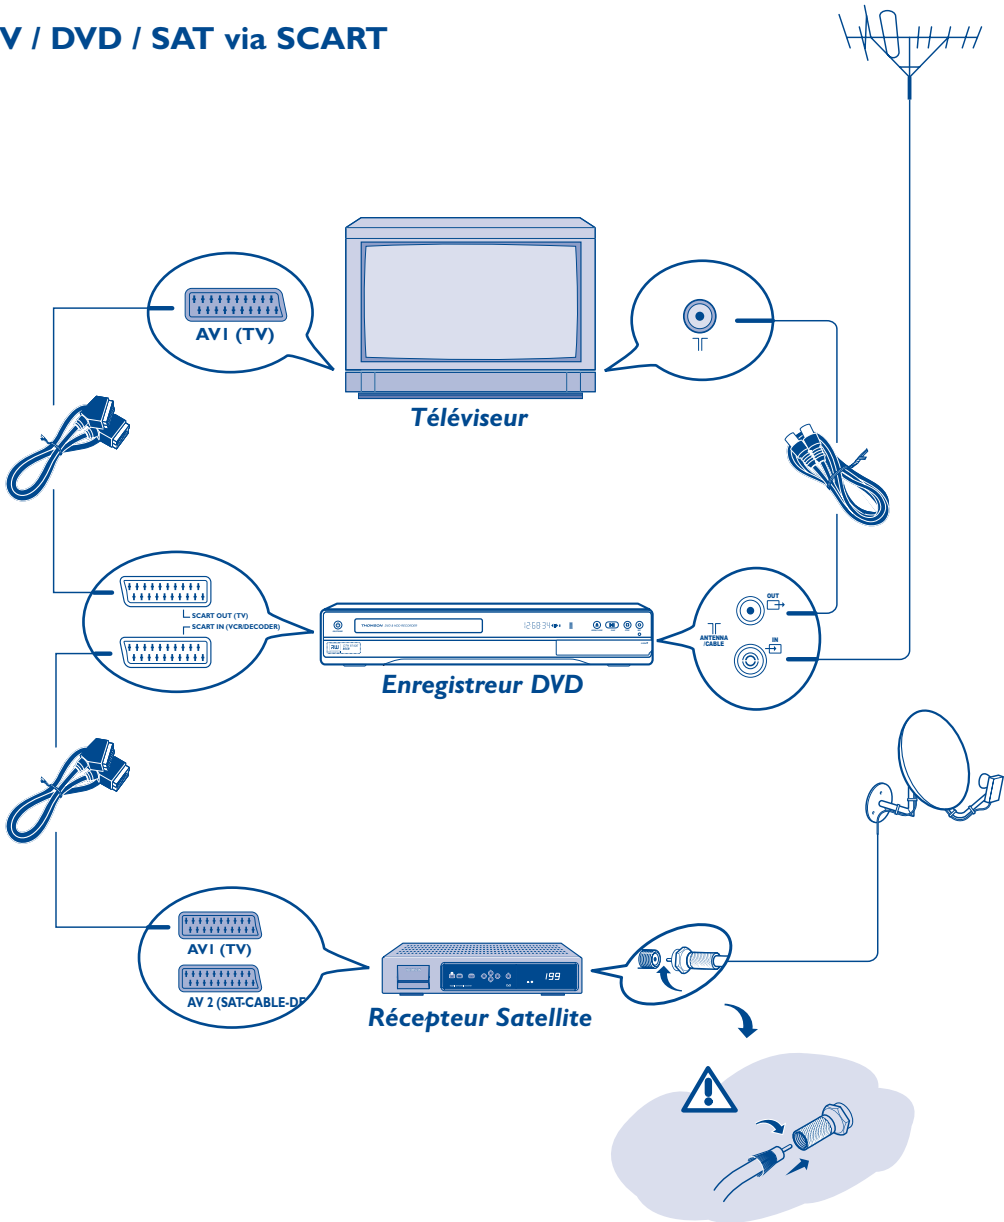 V / DVD / SAT via SCART
AV1 (TV)
Téléviseur
SCART OUT (TV)
SCART IN (VCR/DECODER)
THOMSON
OUT
ANTENNA
/CABLE
IN
Enregistreur DVD
AV1 (TV)
AV 2 (SAT-CABLE-DE
199
Récepteur Satellite